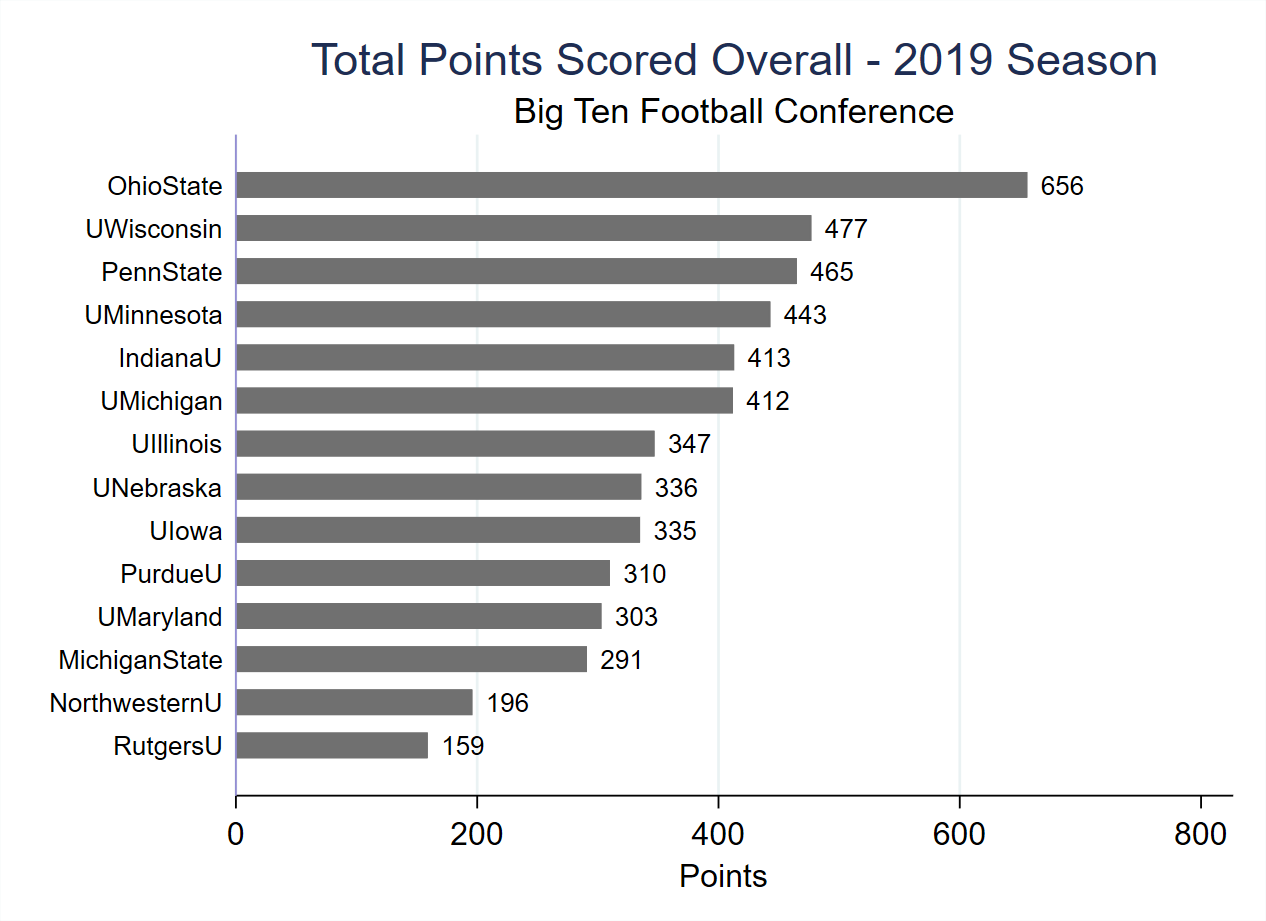 Total Points Scored Overall - 2019 Season
Big Ten Football Conference
OhioState 656
UWisconsin 477
PennState 465
UMinnesota 443
IndianaU 413
UMichigan 412
UIllinois 347
UNebraska 336
UIowa 335
PurdueU 310
UMaryland 303
MichiganState 291
NorthwesternU 196
RutgersU 159
0 200 400 600 800
Points